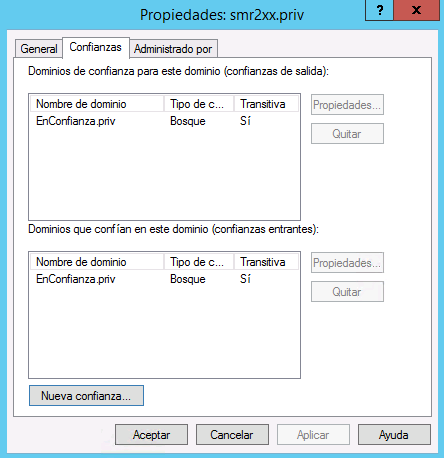 Propiedades: smr2xx.priv
?
x
General
Confianzas
Administrado por
Dominios de confianza para este dominio (confianzas de salida):
Nombre de dominio Tipo de c... Transitiva
EnConfianza.priv Bosque Sí
Propiedades...
Quitar
Dominios que confían en este dominio (confianzas entrantes):
Nombre de dominio Tipo de c... Transitiva
EnConfianza.priv Bosque Sí
Propiedades...
Quitar
Nueva confianza...
Aceptar
Cancelar
Aplicar
Ayuda